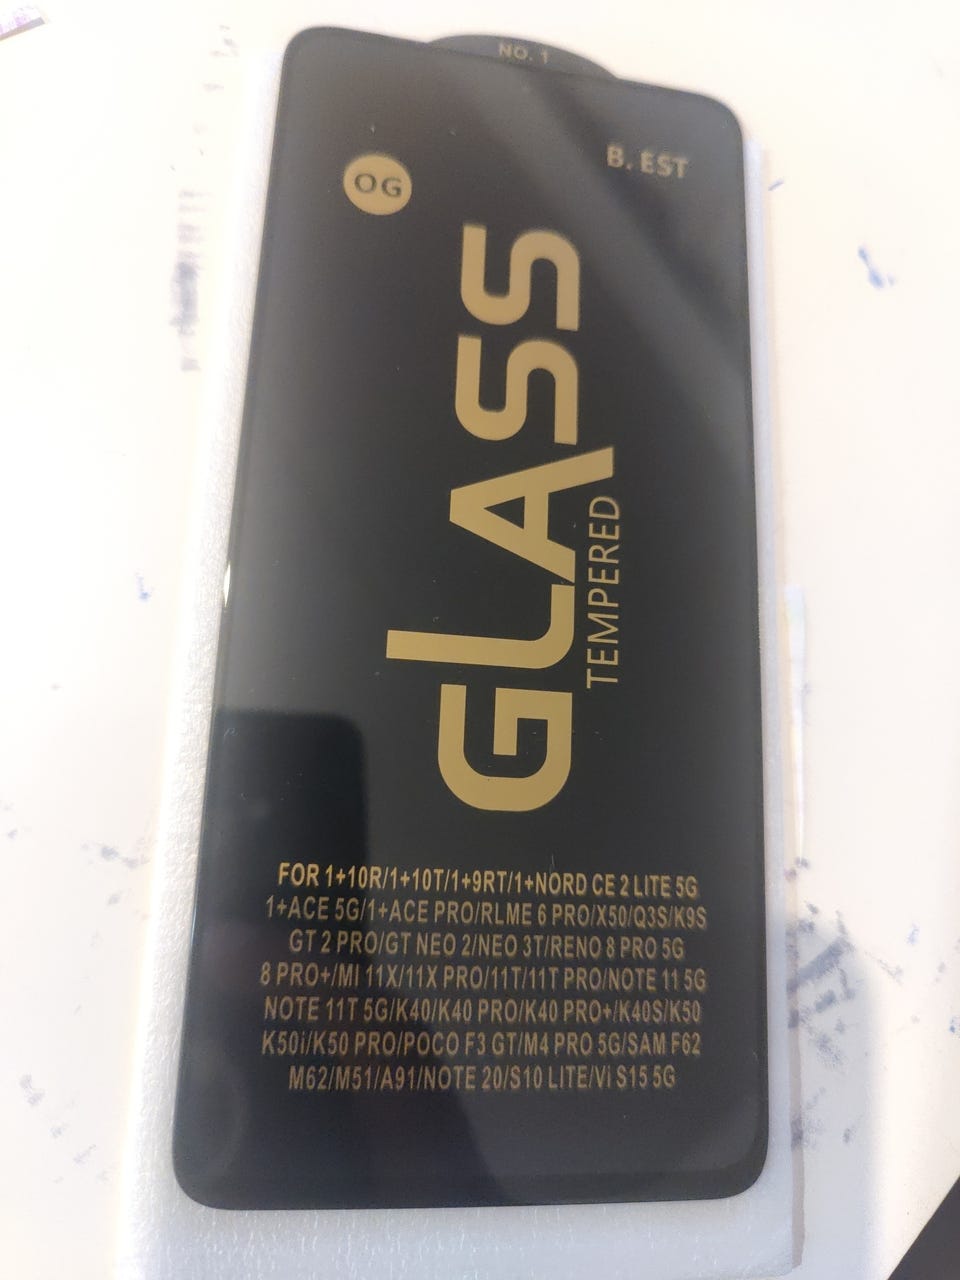 NO. 1
B. EST
OG
GLASS
TEMPERED
FOR 1+10R/1+10T/1+9RT/1+NORD CE 2 LITE 5G
1+ACE 5G/1+ACE PRO/RLME 6 PRO/X50/Q3S/K9S
GT 2 PRO/GT NEO 2/NEO 3T/RENO 8 PRO 5G
8 PRO+/MI 11X/11X PRO/11T/11T PRO/NOTE 11 5G
NOTE 11T 5G/K40/K40 PRO/K40 PRO+/K40S/K50
K50i/K50 PRO/POCO F3 GT/M4 PRO 5G/SAM F62
M62/M51/A91/NOTE 20/S10 LITE/Vi S15 5G